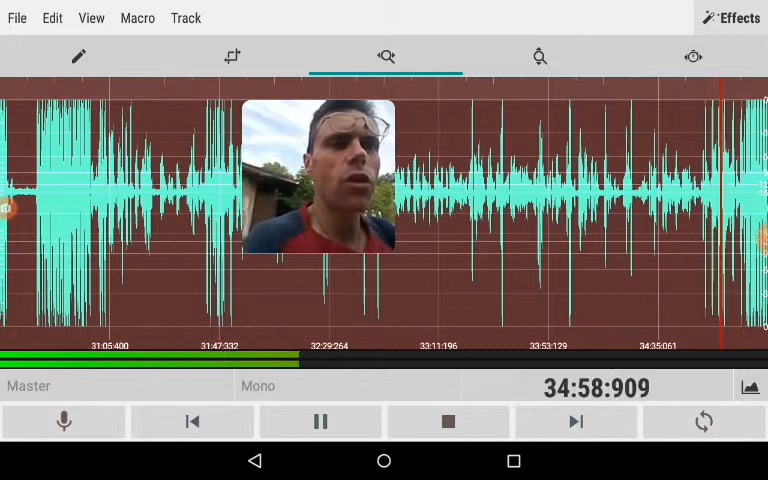 File Edit View Macro Track Effects
31:05:400 31:47:332 32:29:264 33:11:196 33:53:129 34:35:061
Master Mono 34:58:909